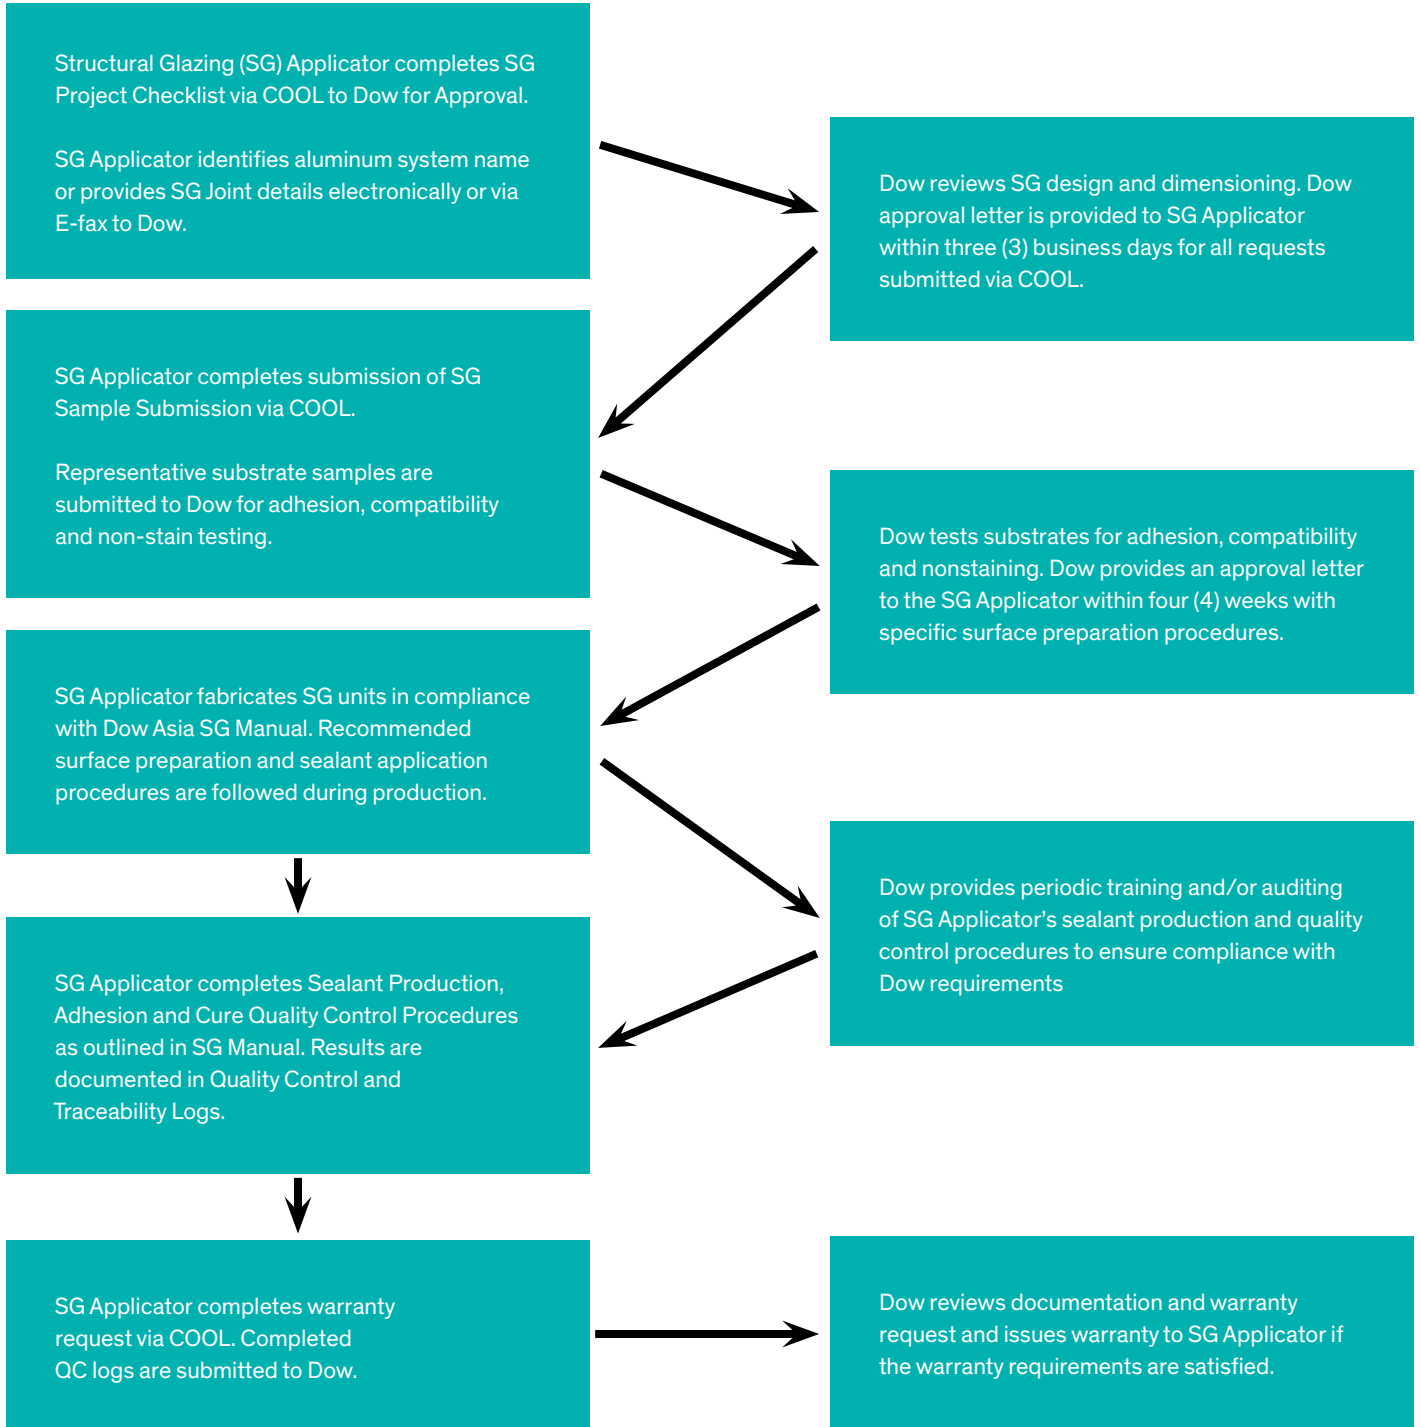 Structural Glazing (SG) Applicator completes SG
Project Checklist via COOL to Dow for Approval.
SG Applicator identifies aluminum system name
or provides SG Joint details electronically or via
E-fax to Dow.
Dow reviews SG design and dimensioning. Dow
approval letter is provided to SG Applicator
within three (3) business days for all requests
submitted via COOL.
SG Applicator completes submission of SG
Sample Submission via COOL.
Representative substrate samples are
submitted to Dow for adhesion, compatibility
and non-stain testing.
Dow tests substrates for adhesion, compatibility
and nonstaining. Dow provides an approval letter
to the SG Applicator within four (4) weeks with
specific surface preparation procedures.
SG Applicator fabricates SG units in compliance
with Dow Asia SG Manual. Recommended
surface preparation and sealant application
procedures are followed during production.
Dow provides periodic training and/or auditing
of SG Applicator’s sealant production and quality
control procedures to ensure compliance with
Dow requirements
SG Applicator completes Sealant Production,
Adhesion and Cure Quality Control Procedures
as outlined in SG Manual. Results are
documented in Quality Control and
Traceability Logs.
SG Applicator completes warranty
request via COOL. Completed
QC logs are submitted to Dow.
Dow reviews documentation and warranty
request and issues warranty to SG Applicator if
the warranty requirements are satisfied.